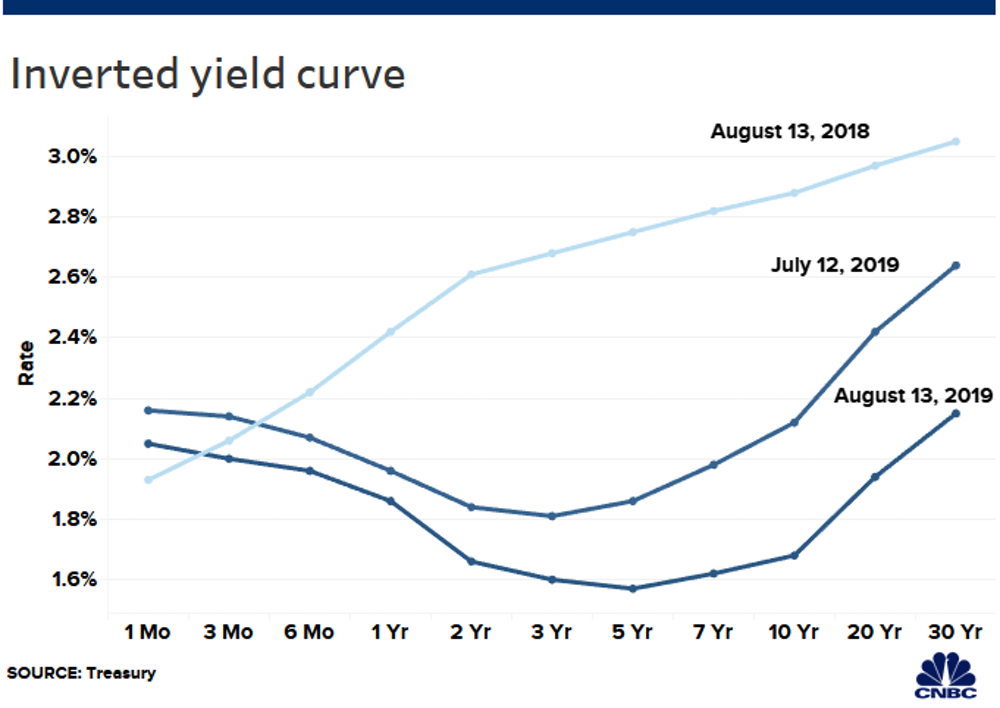 Inverted yield curve
August 13, 2018
3.0%
2.8%
July 12, 2019
2.6%
2.4%
Rate
2.2%
August 13, 2019
2.0%
1.8%
1.6%
1 Mo 3 Mo 6 Mo 1 Yr 2 Yr 3 Yr 5 Yr 7 Yr 10 Yr 20 Yr 30 Yr
SOURCE: Treasury
CNBC